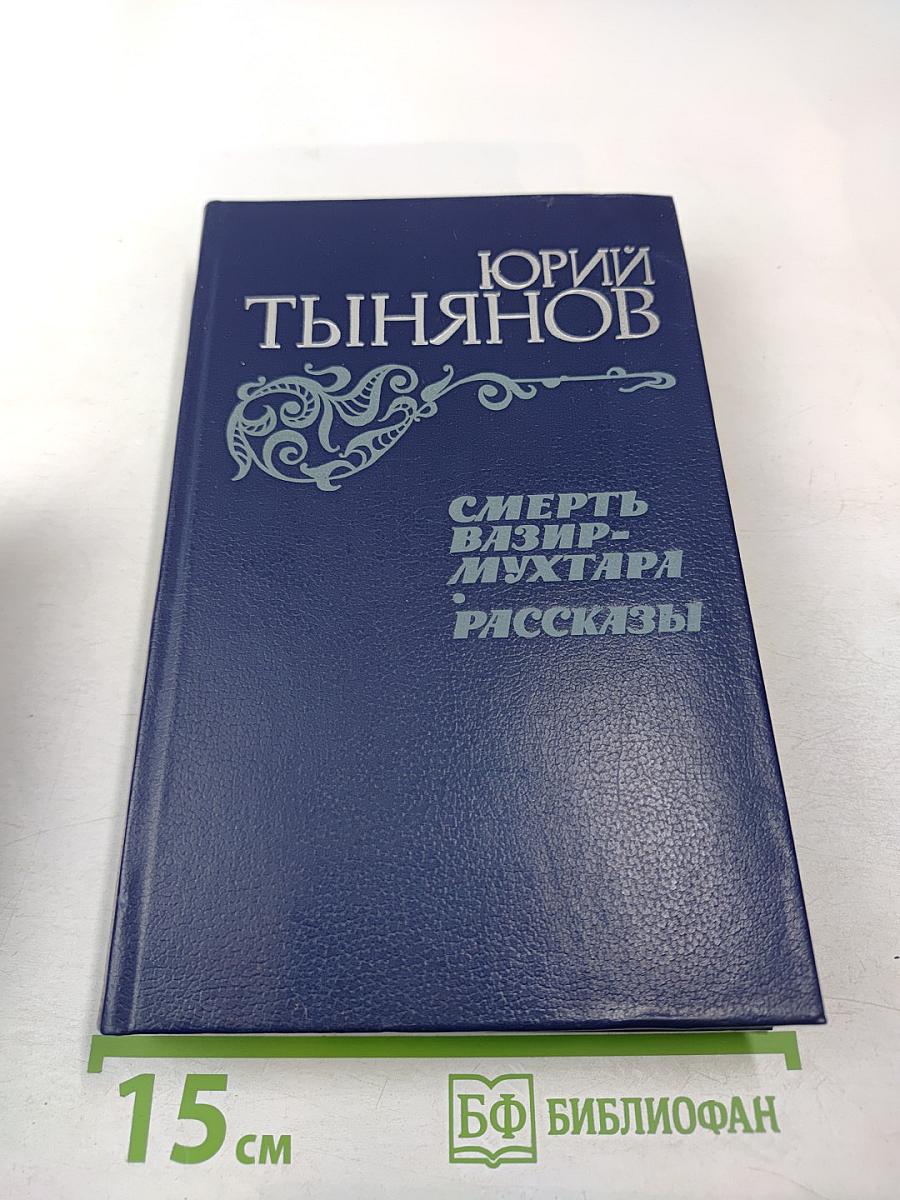 ЮРИЙ
ТЫНЯНОВ
СМЕРТЬ
ВАЗИР-
МУХТАРА
•
РАССКАЗЫ
15 см
БФ БИБЛИОФАН